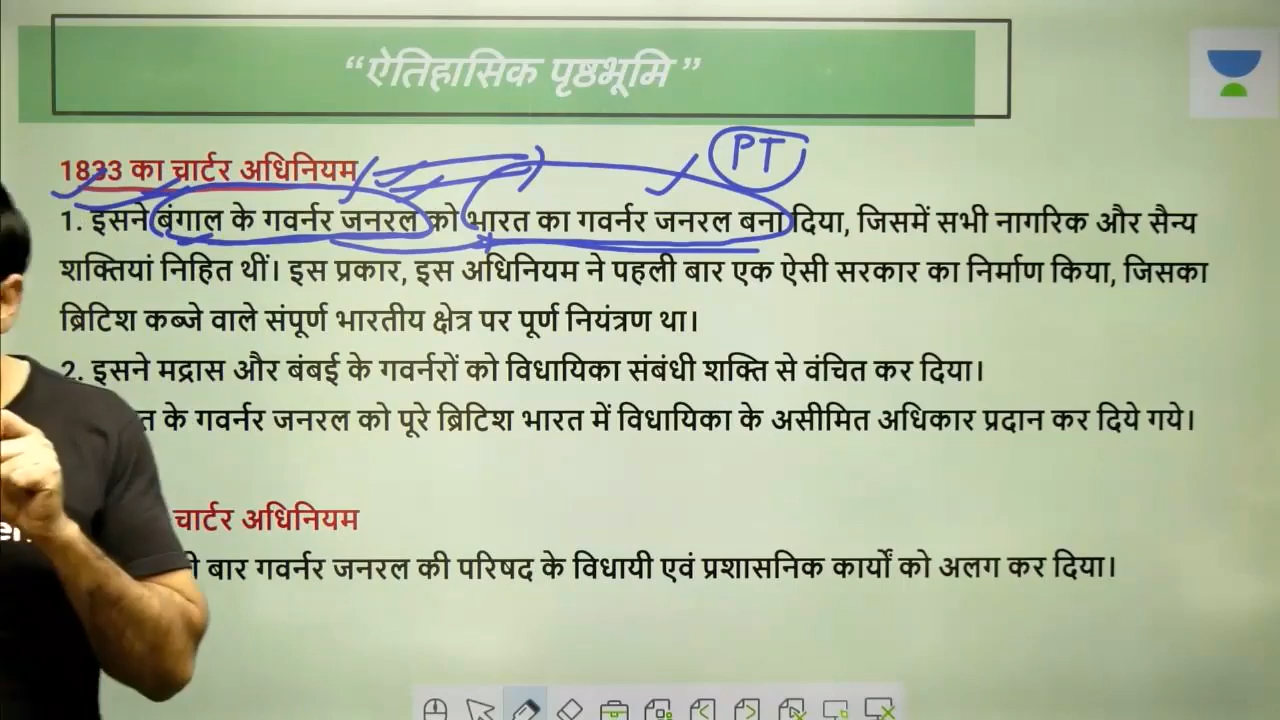 “ऐतिहासिक पृष्ठभूमि”
PT
1833 का चार्टर अधिनियम
1. इसने बंगाल के गवर्नर जनरल को भारत का गवर्नर जनरल बना दिया, जिसमें सभी नागरिक और सैन्य
शक्तियां निहित थीं। इस प्रकार, इस अधिनियम ने पहली बार एक ऐसी सरकार का निर्माण किया, जिसका
ब्रिटिश कब्जे वाले संपूर्ण भारतीय क्षेत्र पर पूर्ण नियंत्रण था।
2. इसने मद्रास और बंबई के गवर्नरों को विधायिका संबंधी शक्ति से वंचित कर दिया।
के गवर्नर जनरल को पूरे ब्रिटिश भारत में विधायिका के असीमित अधिकार प्रदान कर दिये गये।
चार्टर अधिनियम
बार गवर्नर जनरल की परिषद के विधायी एवं प्रशासनिक कार्यों को अलग कर दिया।